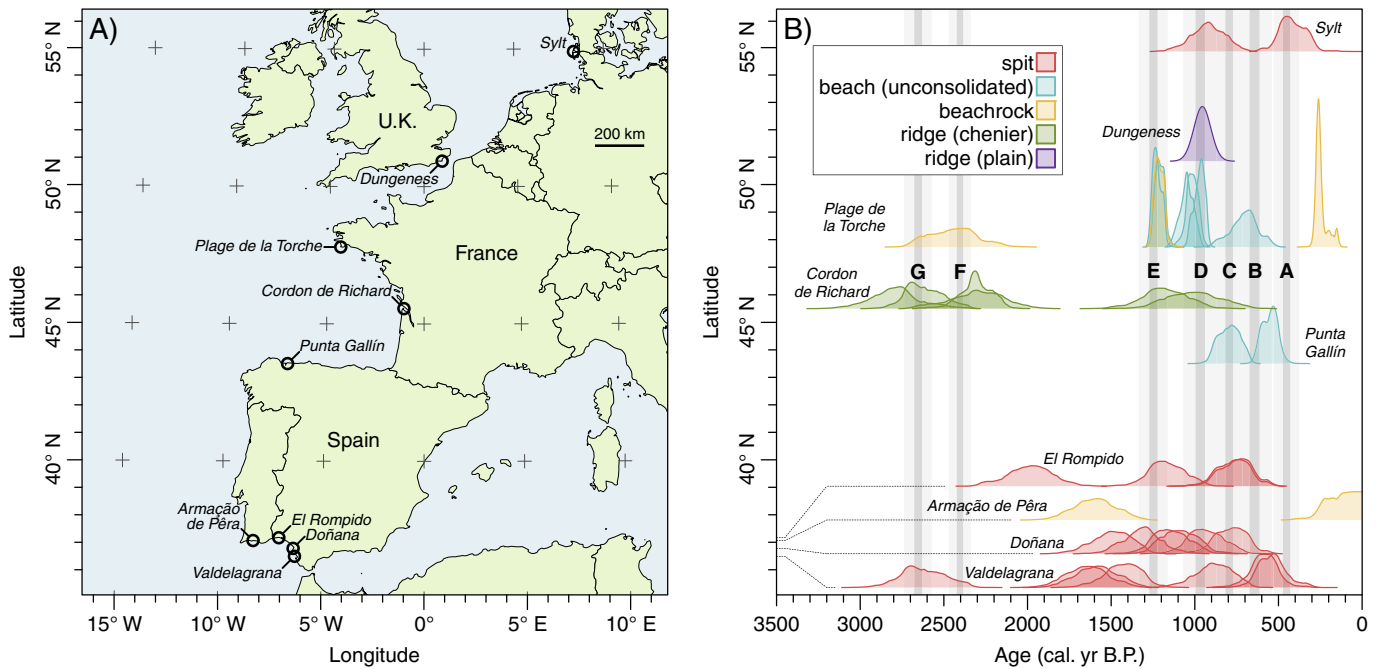 A)
55° N
50° N
45° N
40° N
Latitude
15° W
10° W
5° W
0°
5° E
10° E
Longitude
Sylt
U.K.
200 km
Dungeness
Plage de la Torche
France
Cordon de Richard
Punta Gallín
Spain
Armação
de Pêra
El Rompido
Doñana
Valdelagrana
B)
Sylt
spit
beach (unconsolidated)
beachrock
ridge (chenier)
ridge (plain)
Dungeness
Plage de
la Torche
G F E D C B A
Cordon
de Richard
Punta
Gallín
El Rompido
Armação de Pêra
Doñana
Valdelagrana
55° N
50° N
45° N
40° N
Latitude
3500 3000 2500 2000 1500 1000 500 0
Age (cal. yr B.P.)